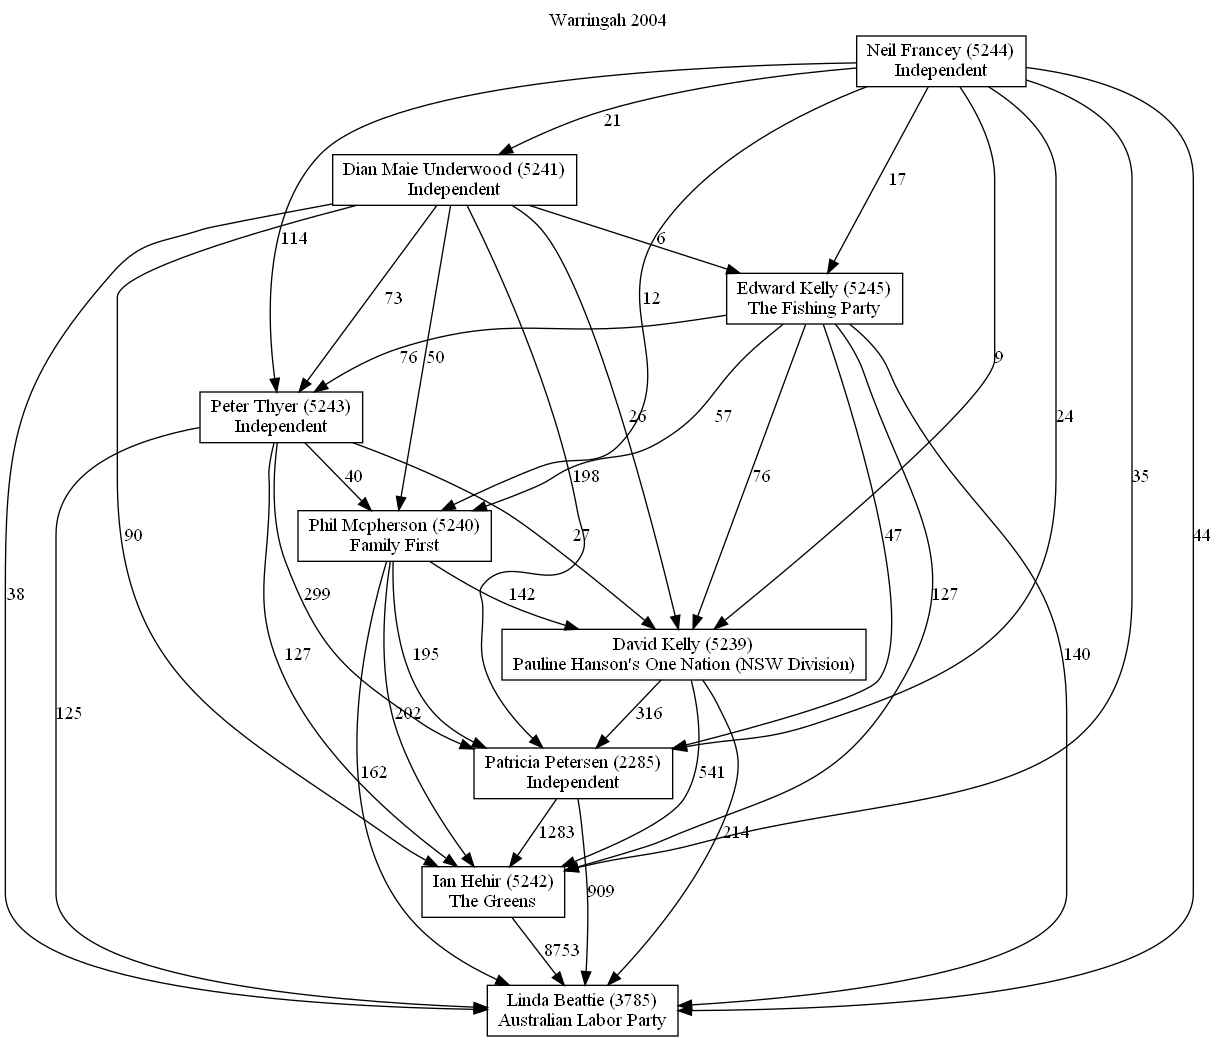 Warringah 2004
Neil Francey (5244)
Independent
21
Dian Maie Underwood (5241)
Independent
17
114
6
Edward Kelly (5245)
The Fishing Party
73
12
76
50
9
Peter Thyer (5243)
Independent
26
57
24
40
198
76
35
Phil Mcpherson (5240)
Family First
90
27
47
44
38
299
142
127
David Kelly (5239)
Pauline Hanson's One Nation (NSW Division)
127
195
140
125
202
316
Patricia Petersen (2285)
Independent
162
541
1283
214
Ian Hehir (5242)
The Greens
909
8753
Linda Beattie (3785)
Australian Labor Party